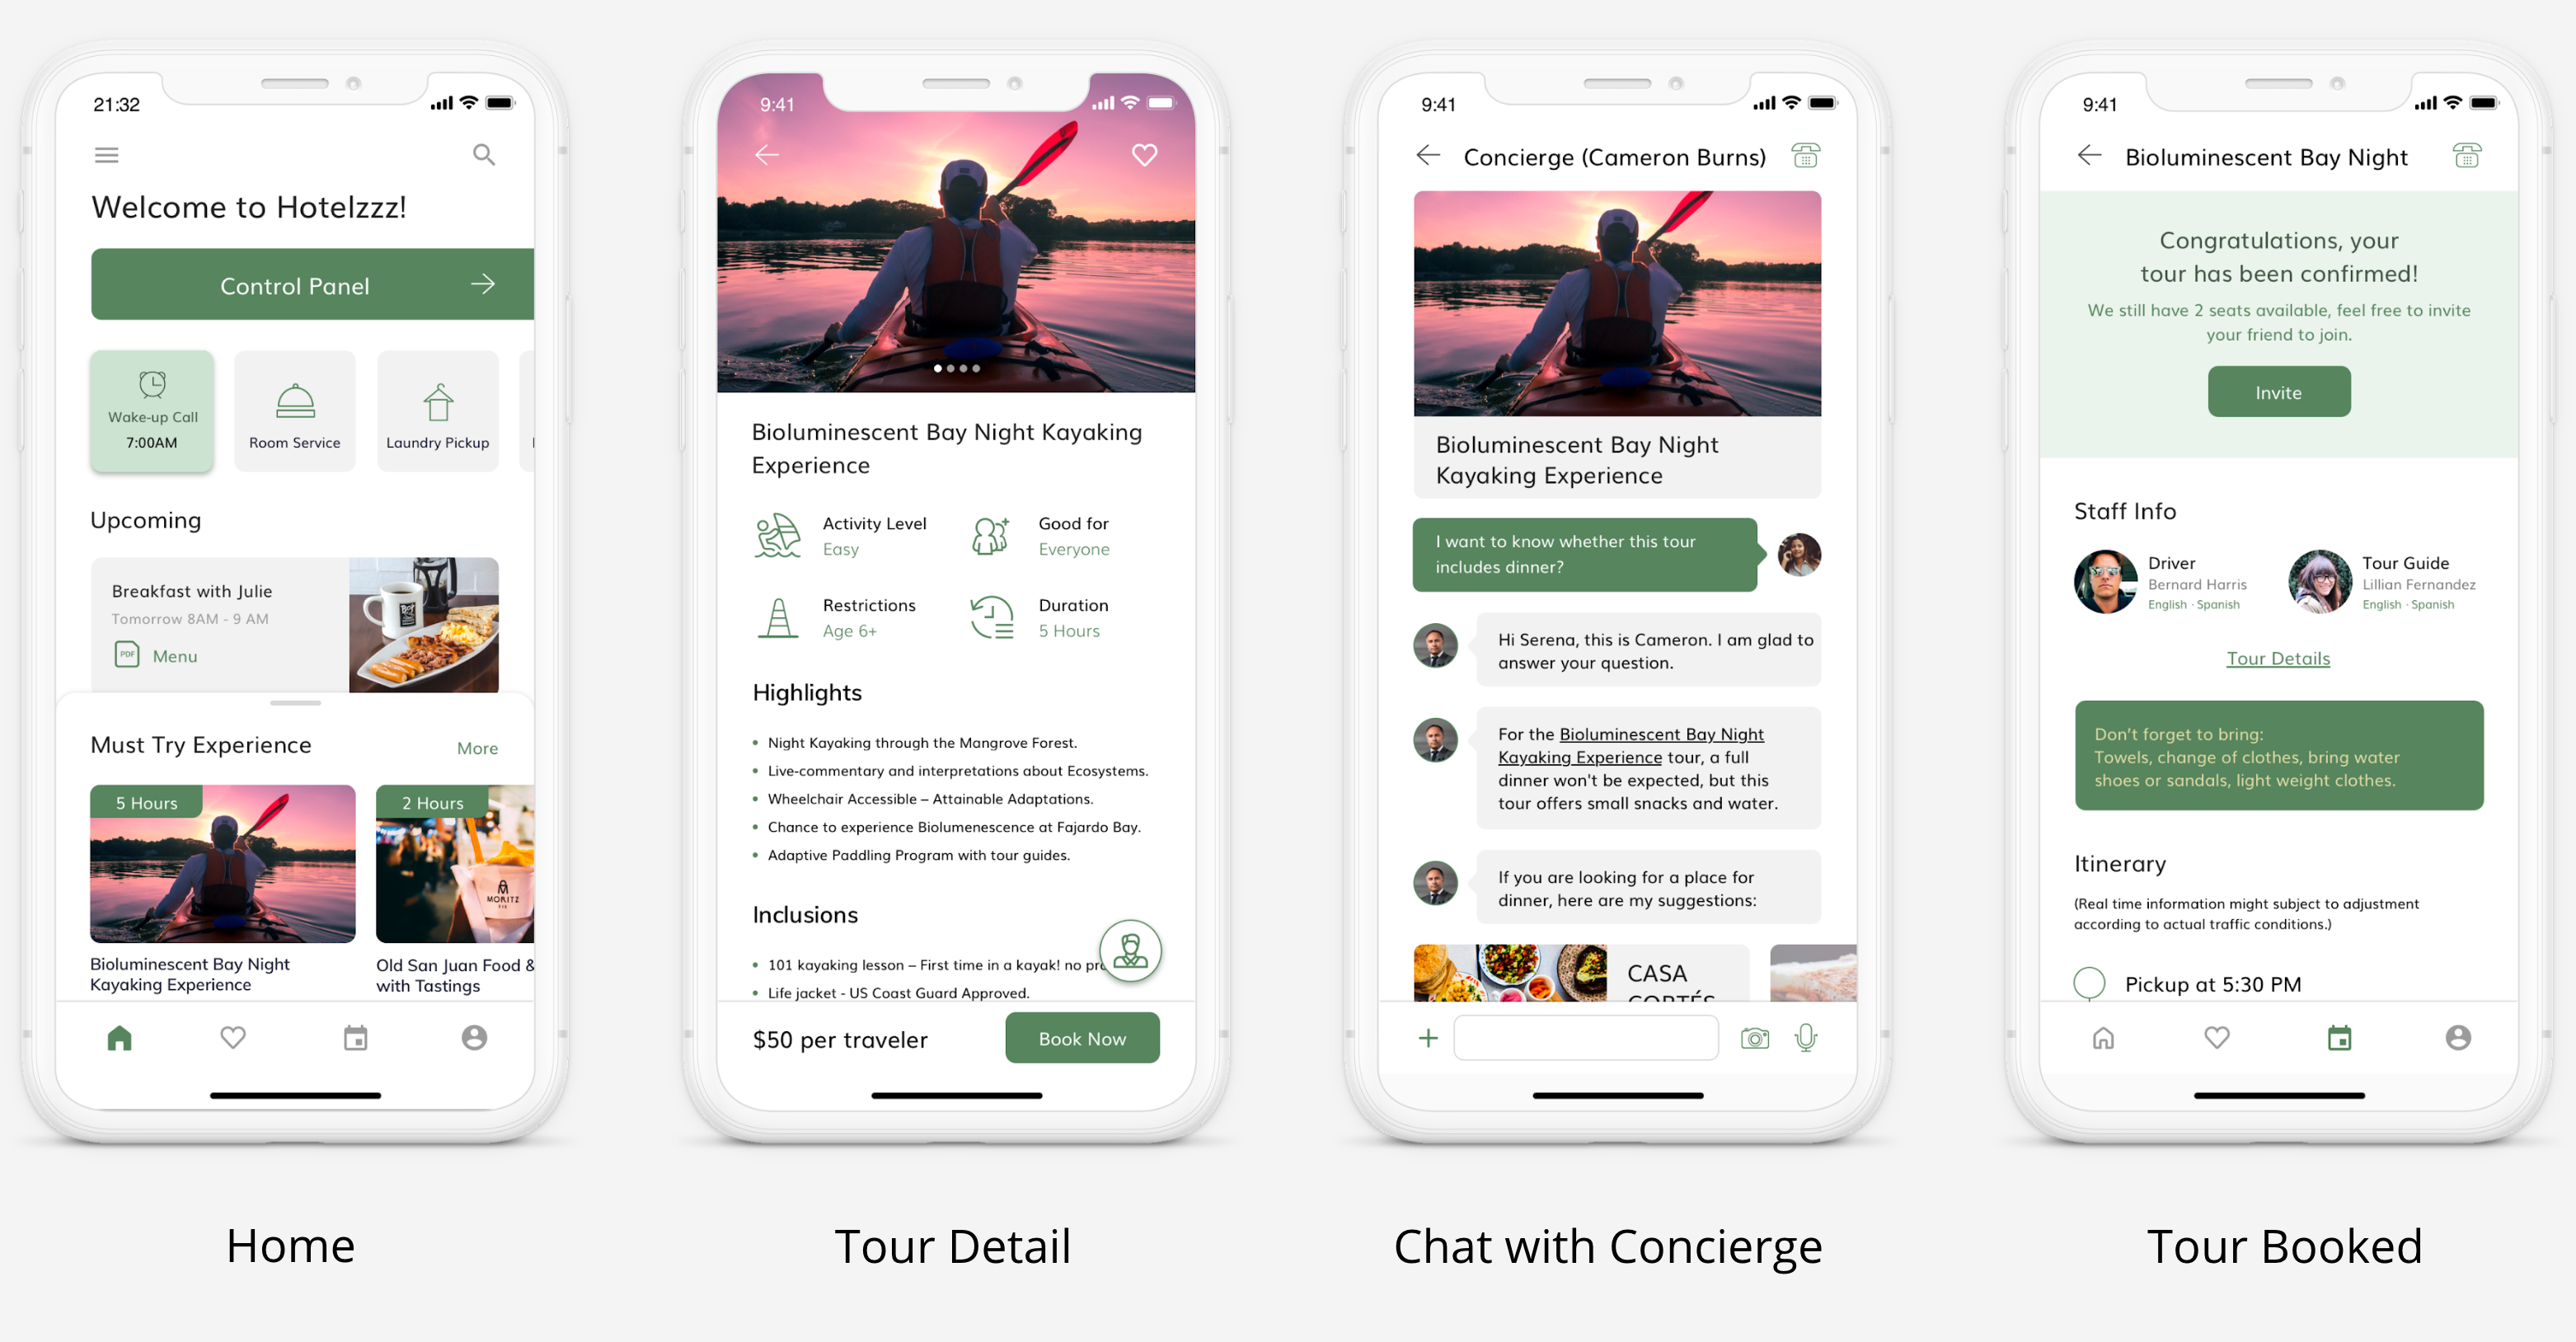 21:32
Welcome to Hotelzzz!
Control Panel
Wake-up Call
7:00AM
Room Service
Laundry Pickup
Upcoming
Breakfast with Julie
Tomorrow 8AM - 9 AM
PDF
Menu
Must Try Experience
More
5 Hours
2 Hours
MORITZ
Bioluminescent Bay Night
Kayaking Experience
Old San Juan Food &
with Tastings
Home
9:41
Bioluminescent Bay Night Kayaking
Experience
Activity Level
Easy
Good for
Everyone
Restrictions
Age 6+
Duration
5 Hours
Highlights
• Night Kayaking through the Mangrove Forest.
• Live-commentary and interpretations about Ecosystems.
• Wheelchair Accessible – Attainable Adaptations.
• Chance to experience Biolumenescence at Fajardo Bay.
• Adaptive Paddling Program with tour guides.
Inclusions
• 101 kayaking lesson – First time in a kayak! no
• Life jacket - US Coast Guard Approved.
$50 per traveler
Book Now
Tour Detail
9:41
Concierge (Cameron Burns)
Bioluminescent Bay Night
Kayaking Experience
I want to know whether this tour
includes dinner?
Hi Serena, this is Cameron. I am glad to
answer your question.
For the Bioluminescent Bay Night
Kayaking Experience tour, a full
dinner won't be expected, but this
tour offers small snacks and water.
If you are looking for a place for
dinner, here are my suggestions:
CASA
CORTÉS
Chat with Concierge
9:41
Bioluminescent Bay Night
Congratulations, your
tour has been confirmed!
We still have 2 seats available, feel free to invite
your friend to join.
Invite
Staff Info
Driver
Bernard Harris
English · Spanish
Tour Guide
Lillian Fernandez
English · Spanish
Tour Details
Don't forget to bring:
Towels, change of clothes, bring water
shoes or sandals, light weight clothes.
Itinerary
(Real time information might subject to adjustment
according to actual traffic conditions.)
Pickup at 5:30 PM
Tour Booked